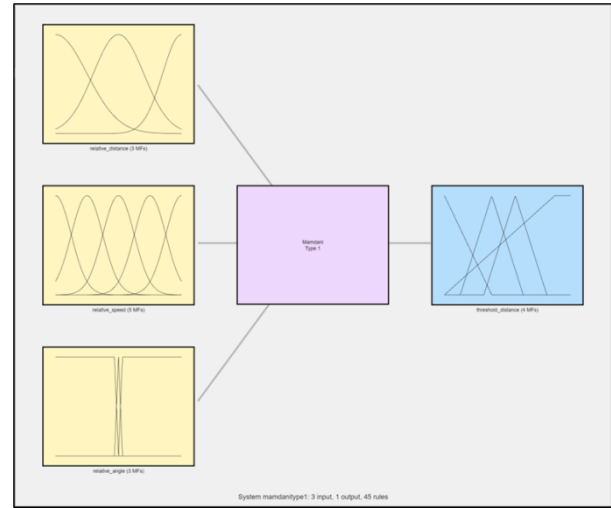 relative_distance (3 MFs)
relative_speed (5 MFs)
Mamdani
Type 1
threshold_distance (4 MFs)
relative_angle (3 MFs)
System mamdanitype1: 3 input, 1 output, 45 rules